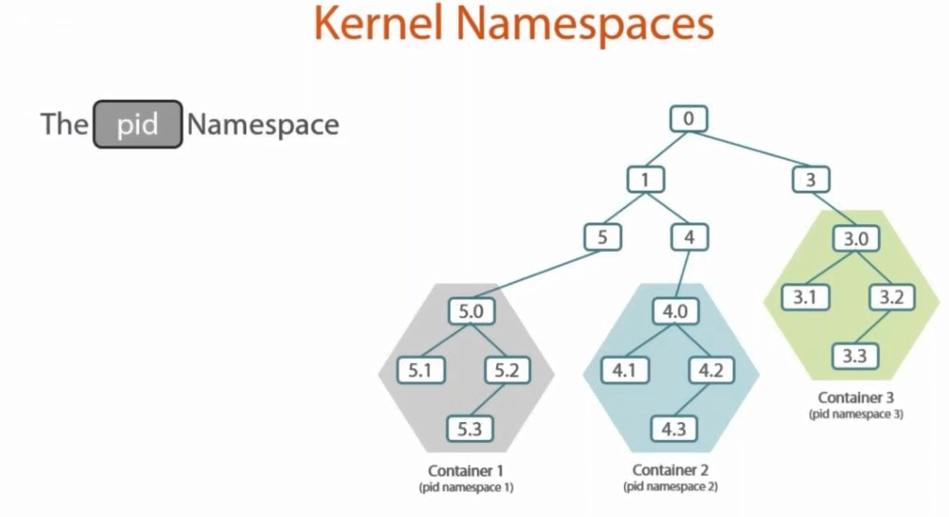 Kernel Namespaces
The pid Namespace
0
1
3
5
4
3.0
3.1
3.2
3.3
Container 3
(pid namespace 3)
5.0
5.1
5.2
5.3
Container 1
(pid namespace 1)
4.0
4.1
4.2
4.3
Container 2
(pid namespace 2)